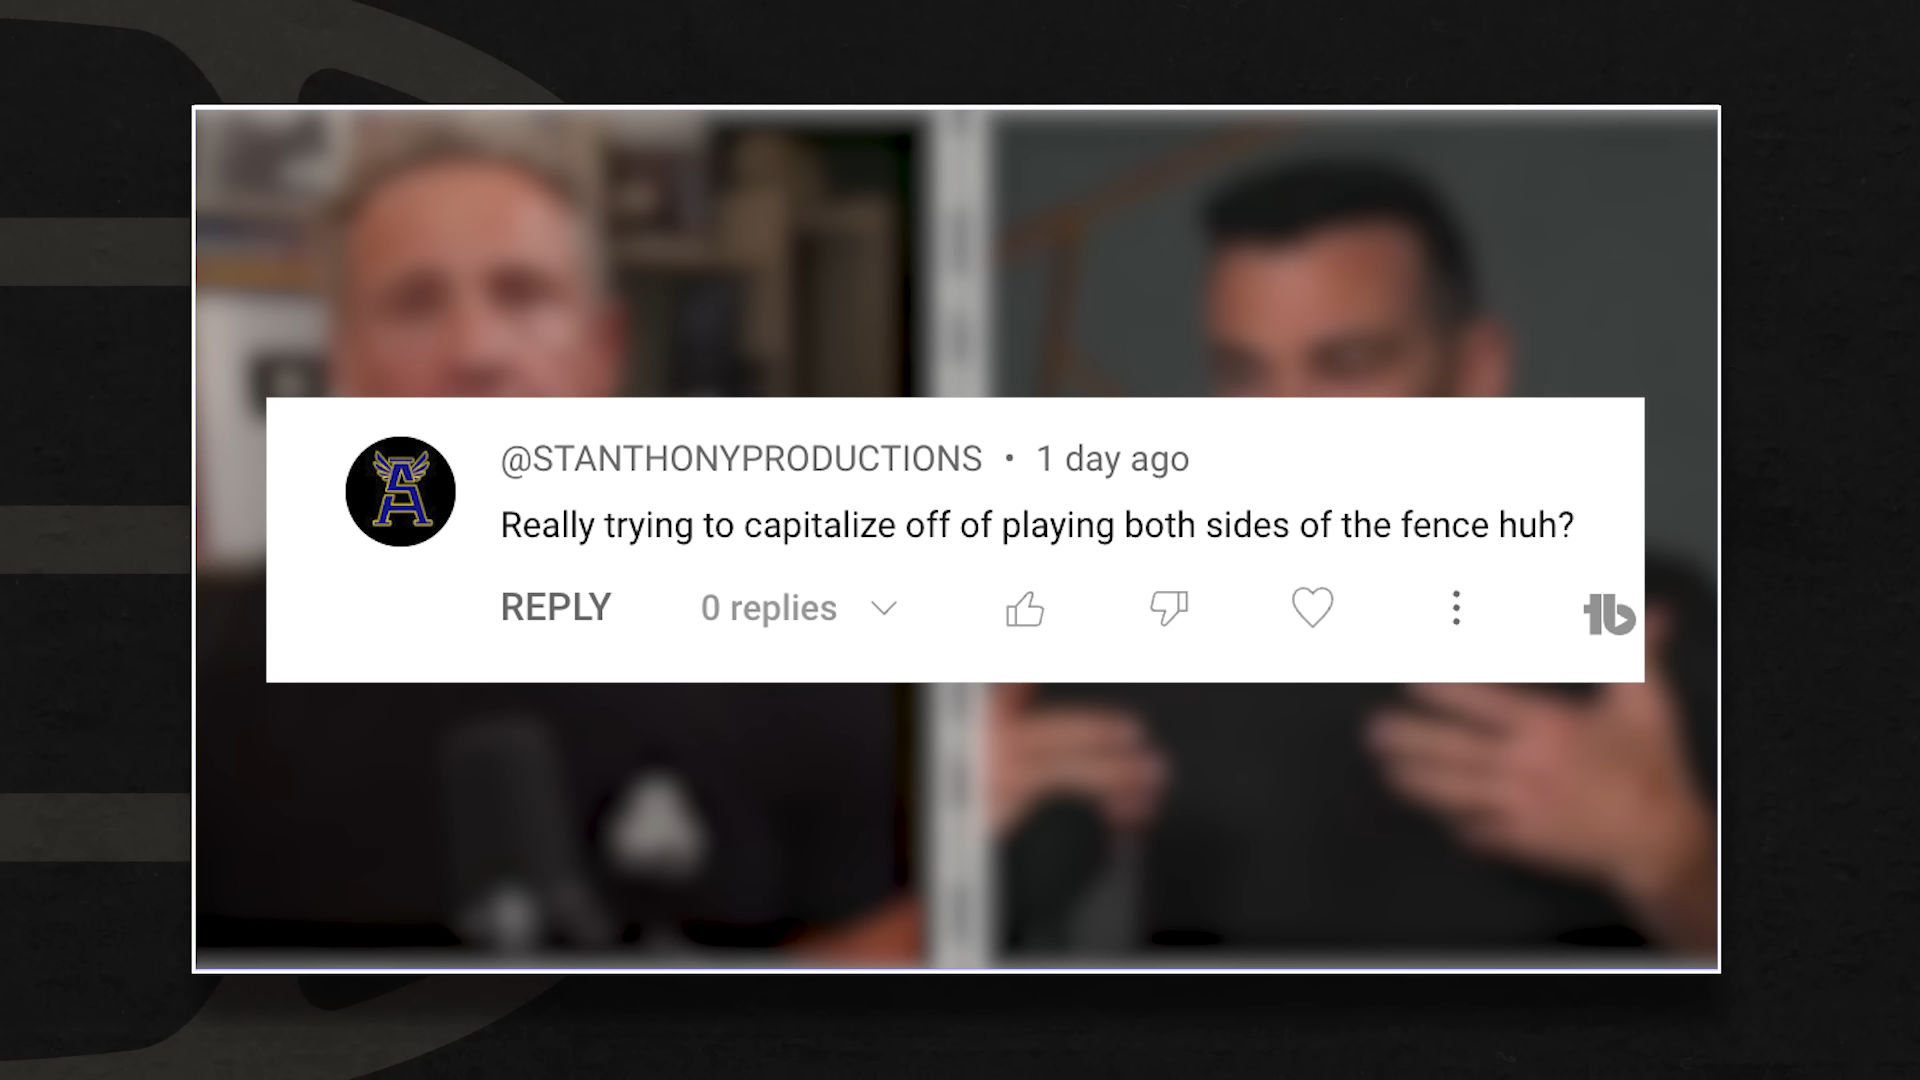 @STANTHONYPRODUCTIONS • 1 day ago
Really trying to capitalize off of playing both sides of the fence huh?
REPLY 0 replies